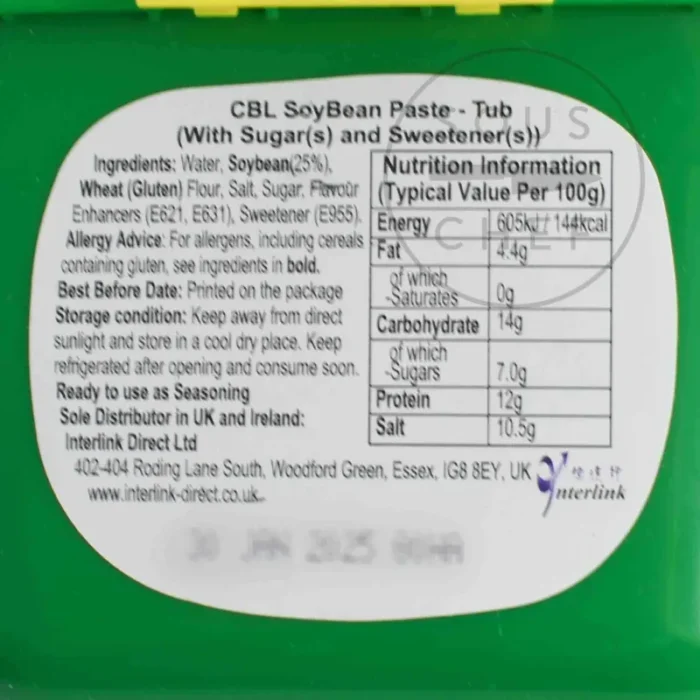 CBL SoyBean Paste - Tub
(With Sugar(s) and Sweetener(s))
Ingredients: Water, Soybean(25%),
Wheat (Gluten) Flour, Salt, Sugar, Flavour
Enhancers (E621, E631), Sweetener (E955).
Allergy Advice: For allergens, including cereals
containing gluten, see ingredients in bold.
Best Before Date: Printed on the package
Storage condition: Keep away from direct
sunlight and store in a cool dry place. Keep
refrigerated after opening and consume soon.
Ready to use as Seasoning
Sole Distributor in UK and Ireland:
Interlink Direct Ltd
402-404 Roding Lane South, Woodford Green, Essex, IG8 8EY, UK
www.interlink-direct.co.uk
Nutrition Information
(Typical Value Per 100g)
Energy 605kJ / 144kcal
Fat 4.4g
of which
-Saturates 0g
Carbohydrate 14g
of which
-Sugars 7.0g
Protein 12g
Salt 10.5g
Interlink
30 JAN 2025
CHEF